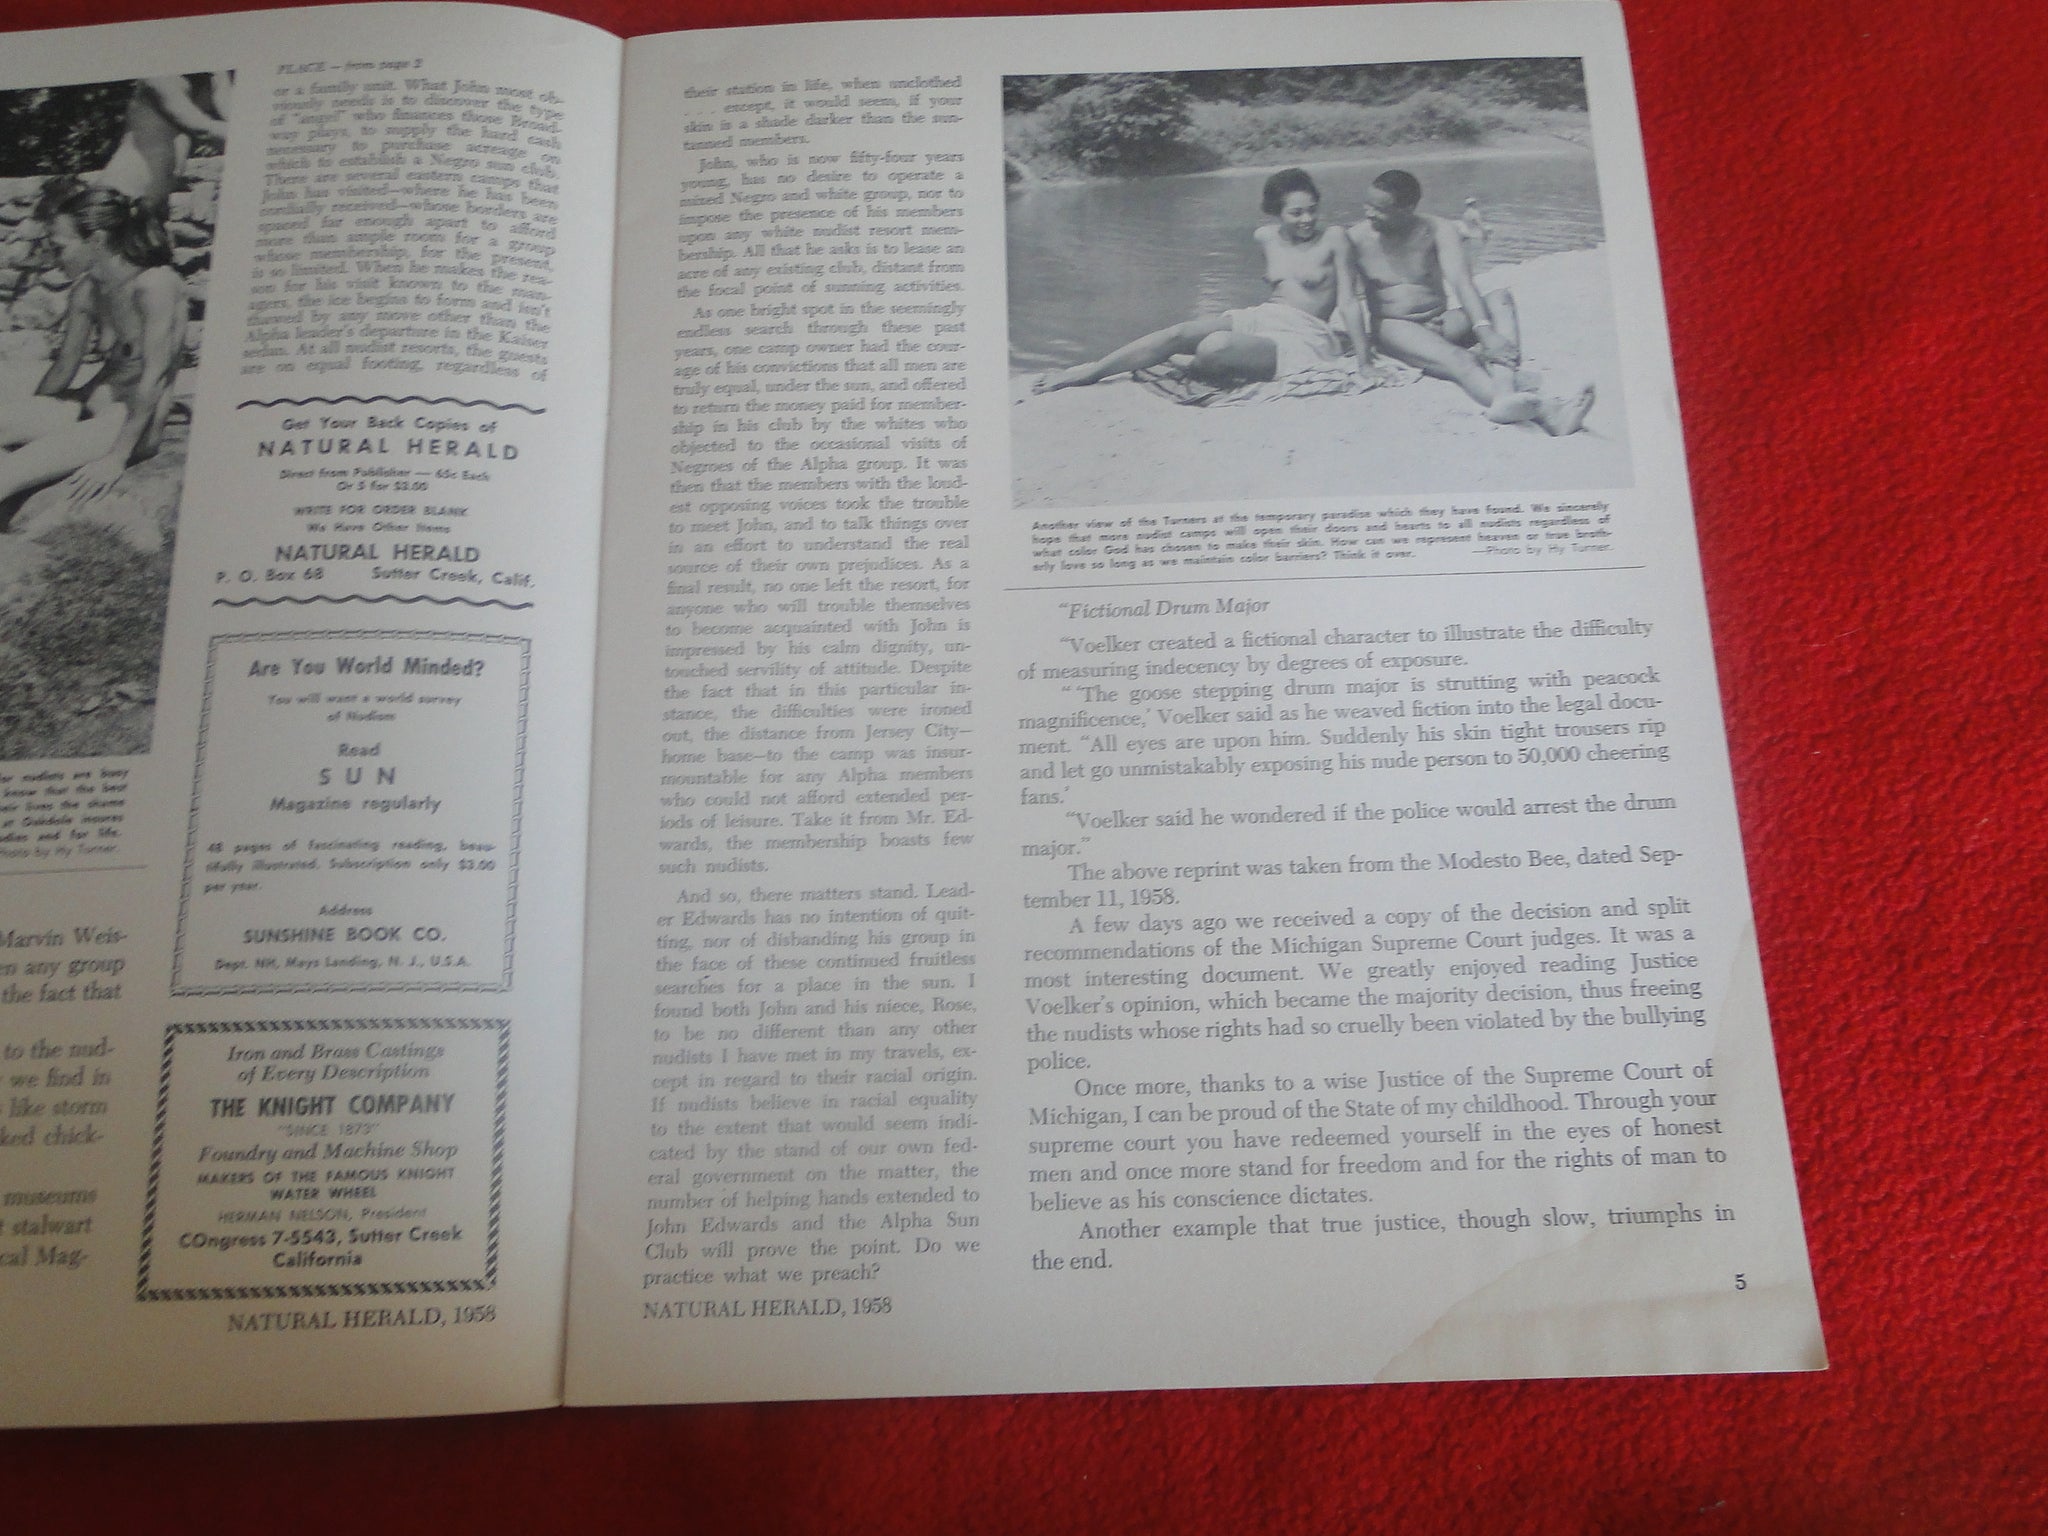 PLACE — from page 3
or a family unit. What John most ob-
viously needs is to discover the type
of "angel" who finances those Broad-
way plays, to supply the hard cash
necessary to purchase acreage on
which to establish a Negro sun club.
There are several eastern camps that
John has visited—where he has been
cordially received—whose borders are
spaced far enough apart to afford
more than ample room for a group
whose membership, for the present,
is so limited. When he makes the rea-
son for his visit known to the man-
agers, the ice begins to form and isn't
thawed by any move other than the
Alpha leader's departure in the Kaiser
sedan. At all nudist resorts, the guests
are on equal footing, regardless of
Get Your Back Copies of
NATURAL HERALD
Direct from Publisher — 65c Each
Or 5 for $3.00
WRITE FOR ORDER BLANK
We Have Other Items
NATURAL HERALD
P. O. Box 68 Sutter Creek, Calif.
Are You World Minded?
You will want a world survey
of Nudism
Read
SUN
Magazine regularly
48 pages of fascinating reading, beau-
tifully illustrated. Subscription only $3.00
per year.
Address
SUNSHINE BOOK CO.
Dept. NH, Mays Landing, N. J., U.S.A.
Iron and Brass Castings
of Every Description
THE KNIGHT COMPANY
"SINCE 1873"
Foundry and Machine Shop
MAKERS OF THE FAMOUS KNIGHT
WATER WHEEL
HERMAN NELSON, President
COngress 7-5543, Sutter Creek
California
NATURAL HERALD, 1958
nudists are busy
know that the best
their lives the shame
at Oakdale insures
and for life.
Photo by Hy Turner.
Marvin Weis-
en any group
the fact that
to the nud-
we find in
like storm
ked chick-
museums
stalwart
cal Mag-
their station in life, when unclothed
. . . except, it would seem, if your
skin is a shade darker than the sun-
tanned members.
John, who is now fifty-four years
young, has no desire to operate a
mixed Negro and white group, nor to
impose the presence of his members
upon any white nudist resort mem-
bership. All that he asks is to lease an
acre of any existing club, distant from
the focal point of sunning activities.
As one bright spot in the seemingly
endless search through these past
years, one camp owner had the cour-
age of his convictions that all men are
truly equal, under the sun, and offered
to return the money paid for member-
ship in his club by the whites who
objected to the occasional visits of
Negroes of the Alpha group. It was
then that the members with the loud-
est opposing voices took the trouble
to meet John, and to talk things over
in an effort to understand the real
source of their own prejudices. As a
final result, no one left the resort, for
anyone who will trouble themselves
to become acquainted with John is
impressed by his calm dignity, un-
touched servility of attitude. Despite
the fact that in this particular in-
stance, the difficulties were ironed
out, the distance from Jersey City—
home base—to the camp was insur-
mountable for any Alpha members
who could not afford extended per-
iods of leisure. Take it from Mr. Ed-
wards, the membership boasts few
such nudists.
And so, there matters stand. Lead-
er Edwards has no intention of quit-
ting, nor of disbanding his group in
the face of these continued fruitless
searches for a place in the sun. I
found both John and his niece, Rose,
to be no different than any other
nudists I have met in my travels, ex-
cept in regard to their racial origin.
If nudists believe in racial equality
to the extent that would seem indi-
cated by the stand of our own fed-
eral government on the matter, the
number of helping hands extended to
John Edwards and the Alpha Sun
Club will prove the point. Do we
practice what we preach?
NATURAL HERALD, 1958
Another view of the Turners at the temporary paradise which they have found. We sincerely
hope that more nudist camps will open their doors and hearts to all nudists regardless of
what color God has chosen to make their skin. How can we represent heaven or true broth-
erly love so long as we maintain color barriers? Think it over. —Photo by Hy Turner.
"Fictional Drum Major
"Voelker created a fictional character to illustrate the difficulty
of measuring indecency by degrees of exposure.
" 'The goose stepping drum major is strutting with peacock
magnificence,' Voelker said as he weaved fiction into the legal docu-
ment. "All eyes are upon him. Suddenly his skin tight trousers rip
and let go unmistakably exposing his nude person to 50,000 cheering
fans.'
"Voelker said he wondered if the police would arrest the drum
major."
The above reprint was taken from the Modesto Bee, dated Sep-
tember 11, 1958.
A few days ago we received a copy of the decision and split
recommendations of the Michigan Supreme Court judges. It was a
most interesting document. We greatly enjoyed reading Justice
Voelker's opinion, which became the majority decision, thus freeing
the nudists whose rights had so cruelly been violated by the bullying
police.
Once more, thanks to a wise Justice of the Supreme Court of
Michigan, I can be proud of the State of my childhood. Through your
supreme court you have redeemed yourself in the eyes of honest
men and once more stand for freedom and for the rights of man to
believe as his conscience dictates.
Another example that true justice, though slow, triumphs in
the end.
5